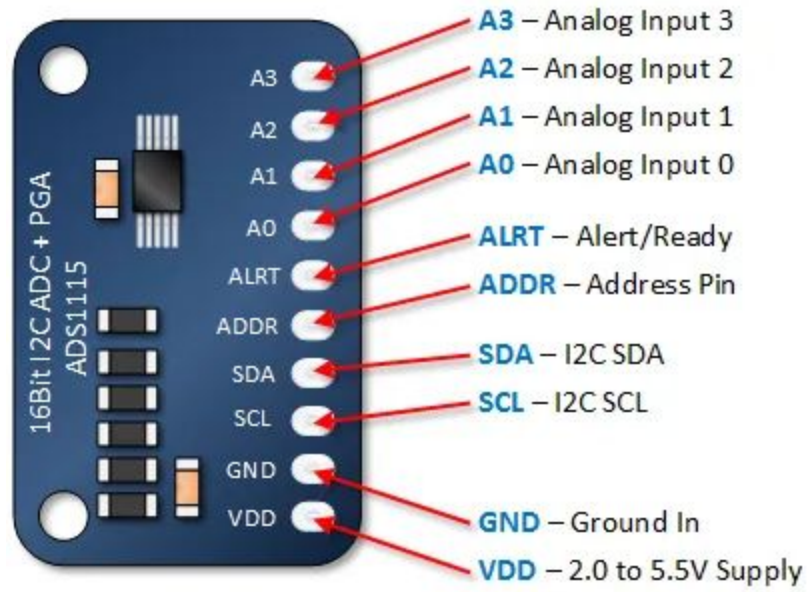 A3 – Analog Input 3
A2 – Analog Input 2
A1 – Analog Input 1
A0 – Analog Input 0
ALRT – Alert/Ready
ADDR – Address Pin
SDA – I2C SDA
SCL – I2C SCL
GND – Ground In
VDD – 2.0 to 5.5V Supply
A3
A2
A1
A0
ALRT
ADDR
SDA
SCL
GND
VDD
16Bit I2C ADC + PGA
ADS1115